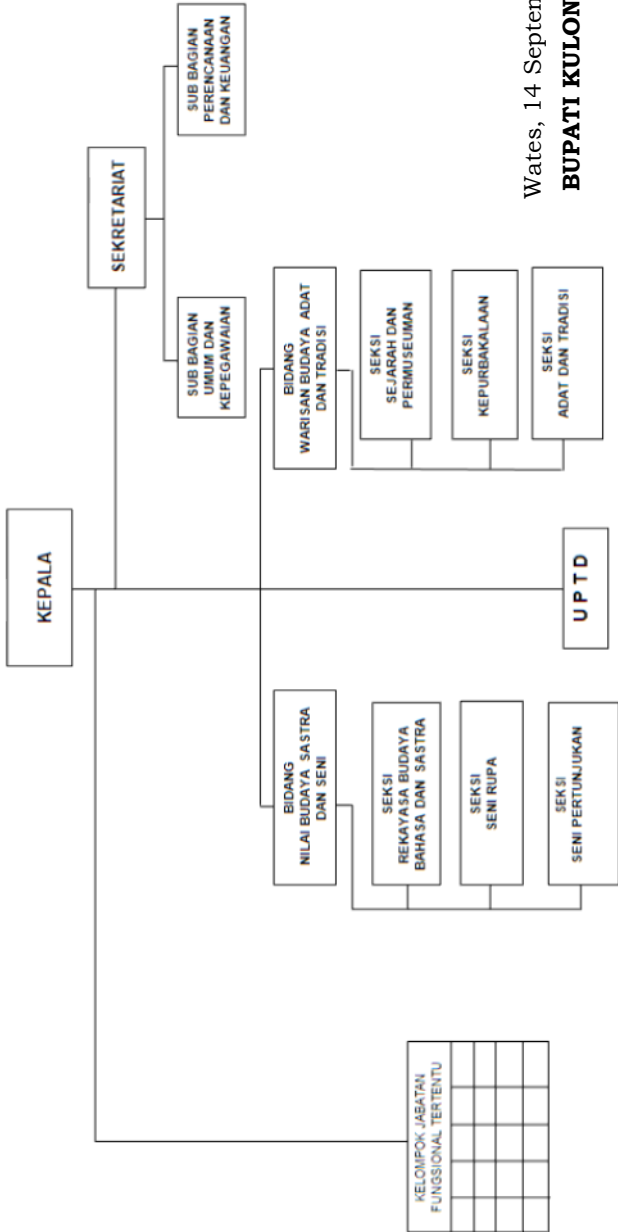 KEPALA
SEKRETARIAT
SUB BAGIAN
UMUM DAN
KEPEGAWAIAN
SUB BAGIAN
PERENCANAAN
DAN KEUANGAN
KELOMPOK JABATAN
FUNGSIONAL TERTENTU
BIDANG
NILAI BUDAYA SASTRA
DAN SENI
SEKSI
REKAYASA BUDAYA
BAHASA DAN SASTRA
SEKSI
SENI RUPA
SEKSI
SENI PERTUNJUKAN
BIDANG
WARISAN BUDAYA ADAT
DAN TRADISI
SEKSI
SEJARAH DAN
PERMUSEUMAN
SEKSI
KEPURBAKALAAN
SEKSI
ADAT DAN TRADISI
UPTD
Wates, 14 Septem
BUPATI KULON